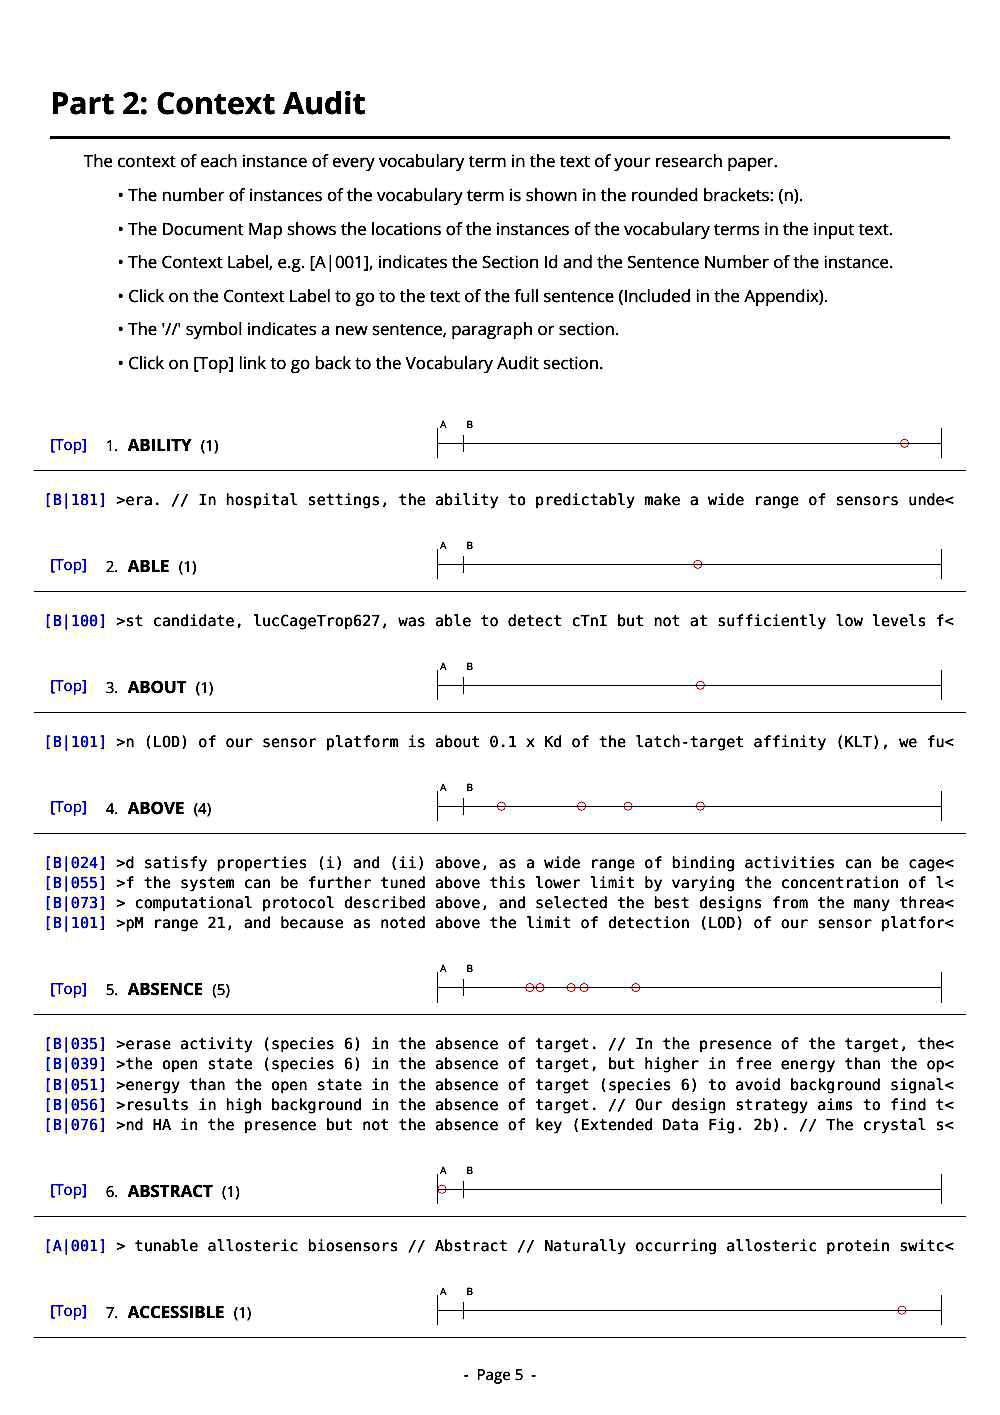 Part 2: Context Audit
The context of each instance of every vocabulary term in the text of your research paper.
• The number of instances of the vocabulary term is shown in the rounded brackets: (n).
• The Document Map shows the locations of the instances of the vocabulary terms in the input text.
• The Context Label, e.g. [A|001], indicates the Section Id and the Sentence Number of the instance.
• Click on the Context Label to go to the text of the full sentence (Included in the Appendix).
• The '//' symbol indicates a new sentence, paragraph or section.
• Click on [Top] link to go back to the Vocabulary Audit section.
A B
[Top] 1. ABILITY (1)
[B|181] >era. // In hospital settings, the ability to predictably make a wide range of sensors unde<
A B
[Top] 2. ABLE (1)
[B|100] >st candidate, lucCageTrop627, was able to detect cTnI but not at sufficiently low levels f<
A B
[Top] 3. ABOUT (1)
[B|101] >n (LOD) of our sensor platform is about 0.1 x Kd of the latch-target affinity (KLT), we fu<
A B
[Top] 4. ABOVE (4)
[B|024] >d satisfy properties (i) and (ii) above, as a wide range of binding activities can be cage<
[B|055] >f the system can be further tuned above this lower limit by varying the concentration of l<
[B|073] > computational protocol described above, and selected the best designs from the many threa<
[B|101] >pM range 21, and because as noted above the limit of detection (LOD) of our sensor platfor<
A B
[Top] 5. ABSENCE (5)
[B|035] >erase activity (species 6) in the absence of target. // In the presence of the target, the<
[B|039] >the open state (species 6) in the absence of target, but higher in free energy than the op<
[B|051] >energy than the open state in the absence of target (species 6) to avoid background signal<
[B|056] >results in high background in the absence of target. // Our design strategy aims to find t<
[B|076] >nd HA in the presence but not the absence of key (Extended Data Fig. 2b). // The crystal s<
A B
[Top] 6. ABSTRACT (1)
[A|001] > tunable allosteric biosensors // Abstract // Naturally occurring allosteric protein switc<
A B
[Top] 7. ACCESSIBLE (1)
- Page 5 -